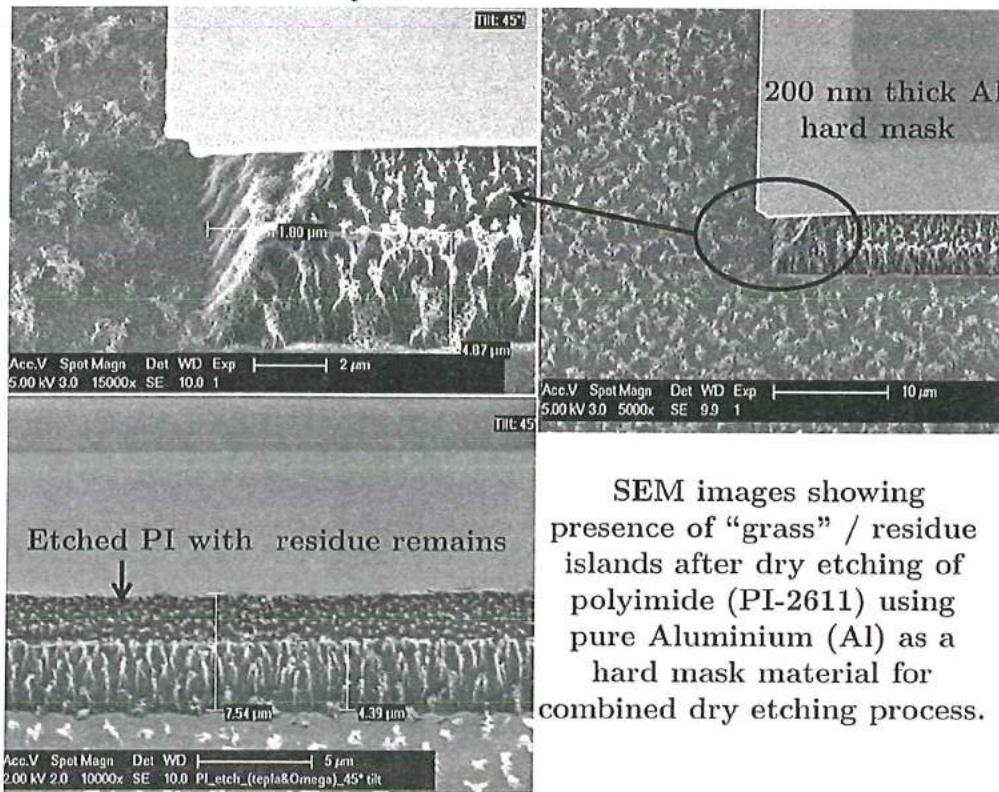 Tilt: 45°
1.80 µm
4.87 µm
Acc.V Spot Magn Det WD Exp 2 µm
5.00 kV 3.0 15000x SE 10.0 1
200 nm thick Al
hard mask
Acc.V Spot Magn Det WD Exp 10 µm
5.00 kV 3.0 5000x SE 9.9 1
Tilt: 45°
Etched PI with residue remains
7.54 µm 4.39 µm
Acc.V Spot Magn Det WD 5 µm
2.00 kV 2.0 10000x SE 10.0 PI_etch_(tepla&Omega)_45° tilt
SEM images showing
presence of “grass” / residue
islands after dry etching of
polyimide (PI-2611) using
pure Aluminium (Al) as a
hard mask material for
combined dry etching process.